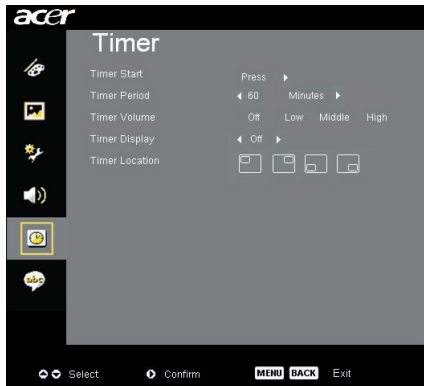 acer
Timer
Timer Start Press
Timer Period 60 Minutes
Timer Volume Off Low Middle High
Timer Display Off
Timer Location
abc
Select Confirm MENU BACK Exit